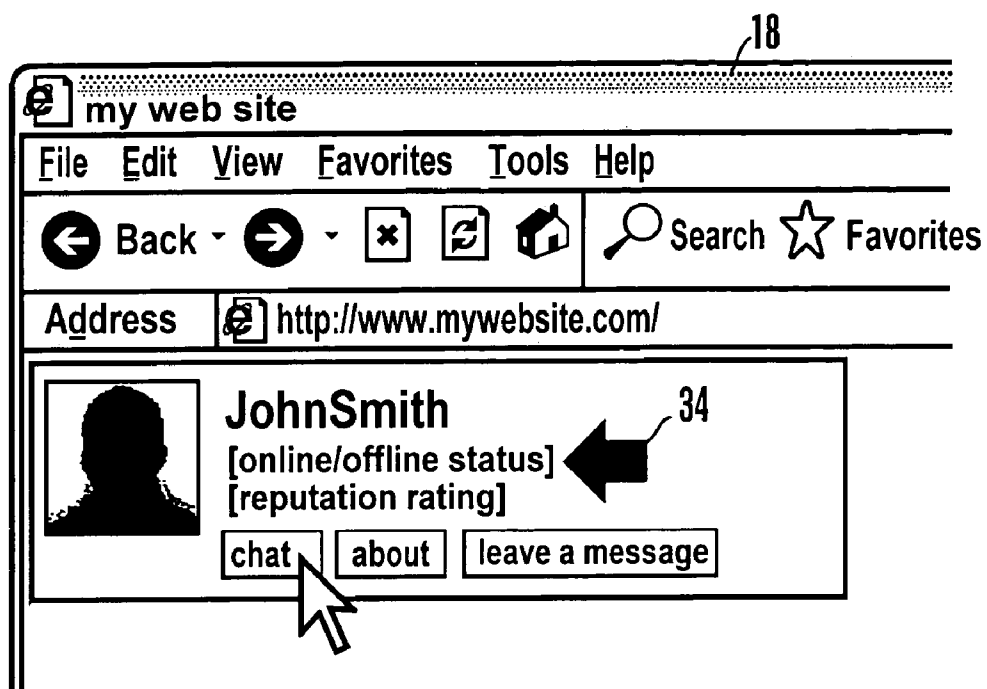 18
my web site
File Edit View Favorites Tools Help
Back Search Favorites
Address http://www.mywebsite.com/
JohnSmith
34
[online/offline status]
[reputation rating]
chat about leave a message